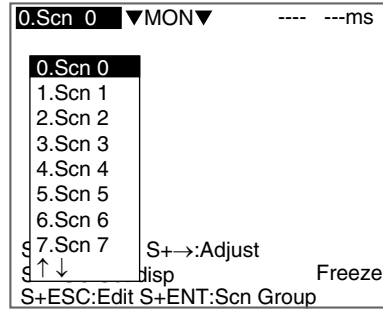 0.Scn 0 ▼MON▼ ---- ---ms
0.Scn 0
1.Scn 1
2.Scn 2
3.Scn 3
4.Scn 4
5.Scn 5
6.Scn 6
7.Scn 7
↑↓
S+→:Adjust
disp Freeze
S+ESC:Edit S+ENT:Scn Group